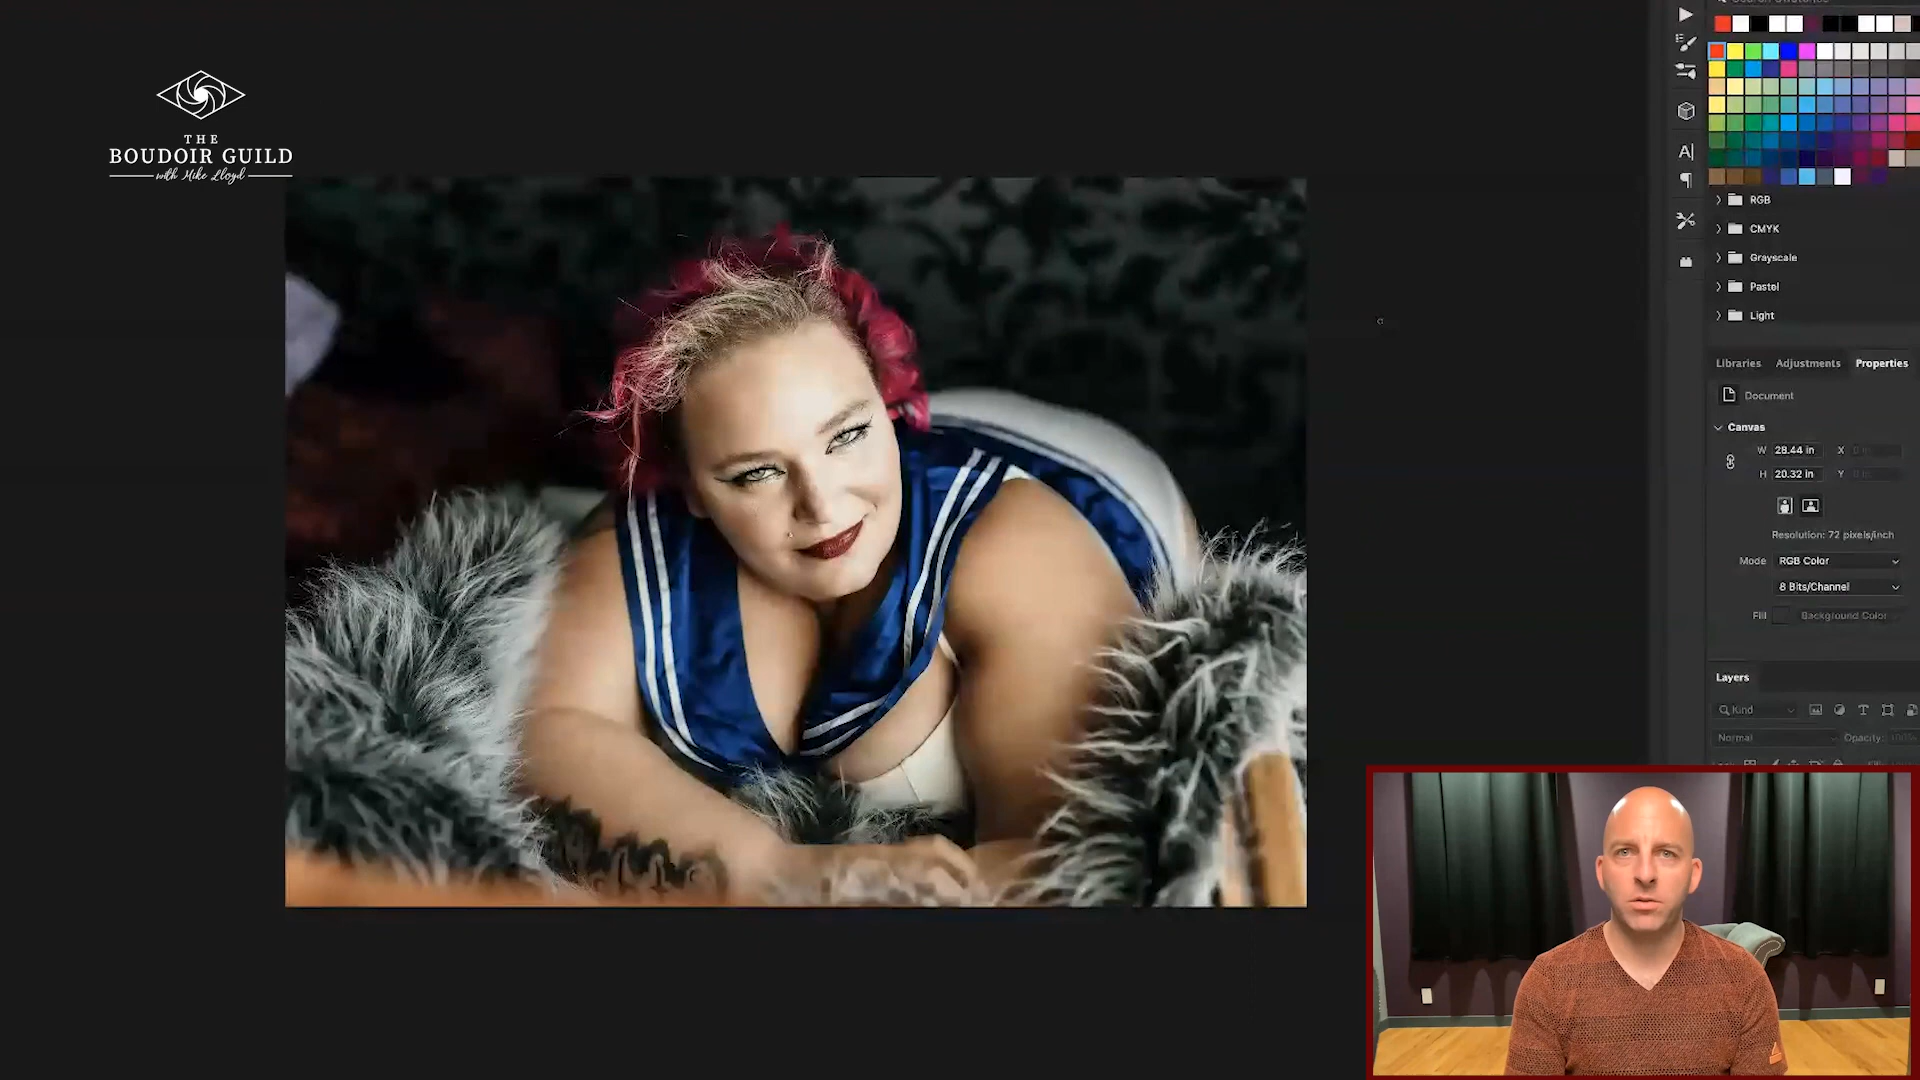 THE
BOUDOIR GUILD
with Mike Lloyd
RGB
CMYK
Grayscale
Pastel
Light
Libraries Adjustments Properties
Document
Canvas
W 28.44 in X
H 20.32 in Y
Resolution: 72 pixels/inch
Mode RGB Color
8 Bits/Channel
Fill Background Color
Layers
Kind
Normal Opacity: 100%